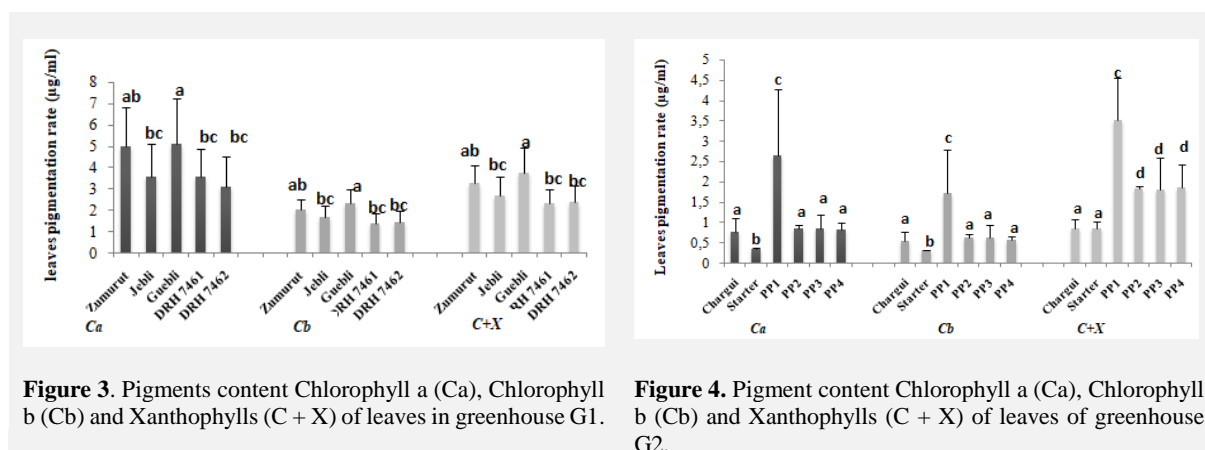 leaves pigmentation rate (µg/ml)
8
7
6
5
4
3
2
1
0
ab
bc
a
bc
bc
ab
bc
a
bc
bc
ab
bc
a
bc
bc
Zumurut
Jebli
Guebli
DRH 7461
DRH 7462
Zumurut
Jebli
Guebli
DRH 7461
DRH 7462
Zumurut
Jebli
Guebli
DRH 7461
DRH 7462
Ca
Cb
C+X
Figure 3. Pigments content Chlorophyll a (Ca), Chlorophyll
b (Cb) and Xanthophylls (C + X) of leaves in greenhouse G1.
Leaves pigmentation rate (µg/ml)
5
4,5
4
3,5
3
2,5
2
1,5
1
0,5
0
a
b
c
a
a
a
a
b
c
a
a
a
a
a
c
d
d
d
Chargui
Starter
PP1
PP2
PP3
PP4
Chargui
Starter
PP1
PP2
PP3
PP4
Chargui
Starter
PP1
PP2
PP3
PP4
Ca
Cb
C+X
Figure 4. Pigment content Chlorophyll a (Ca), Chlorophyll
b (Cb) and Xanthophylls (C + X) of leaves of greenhouse
G2.